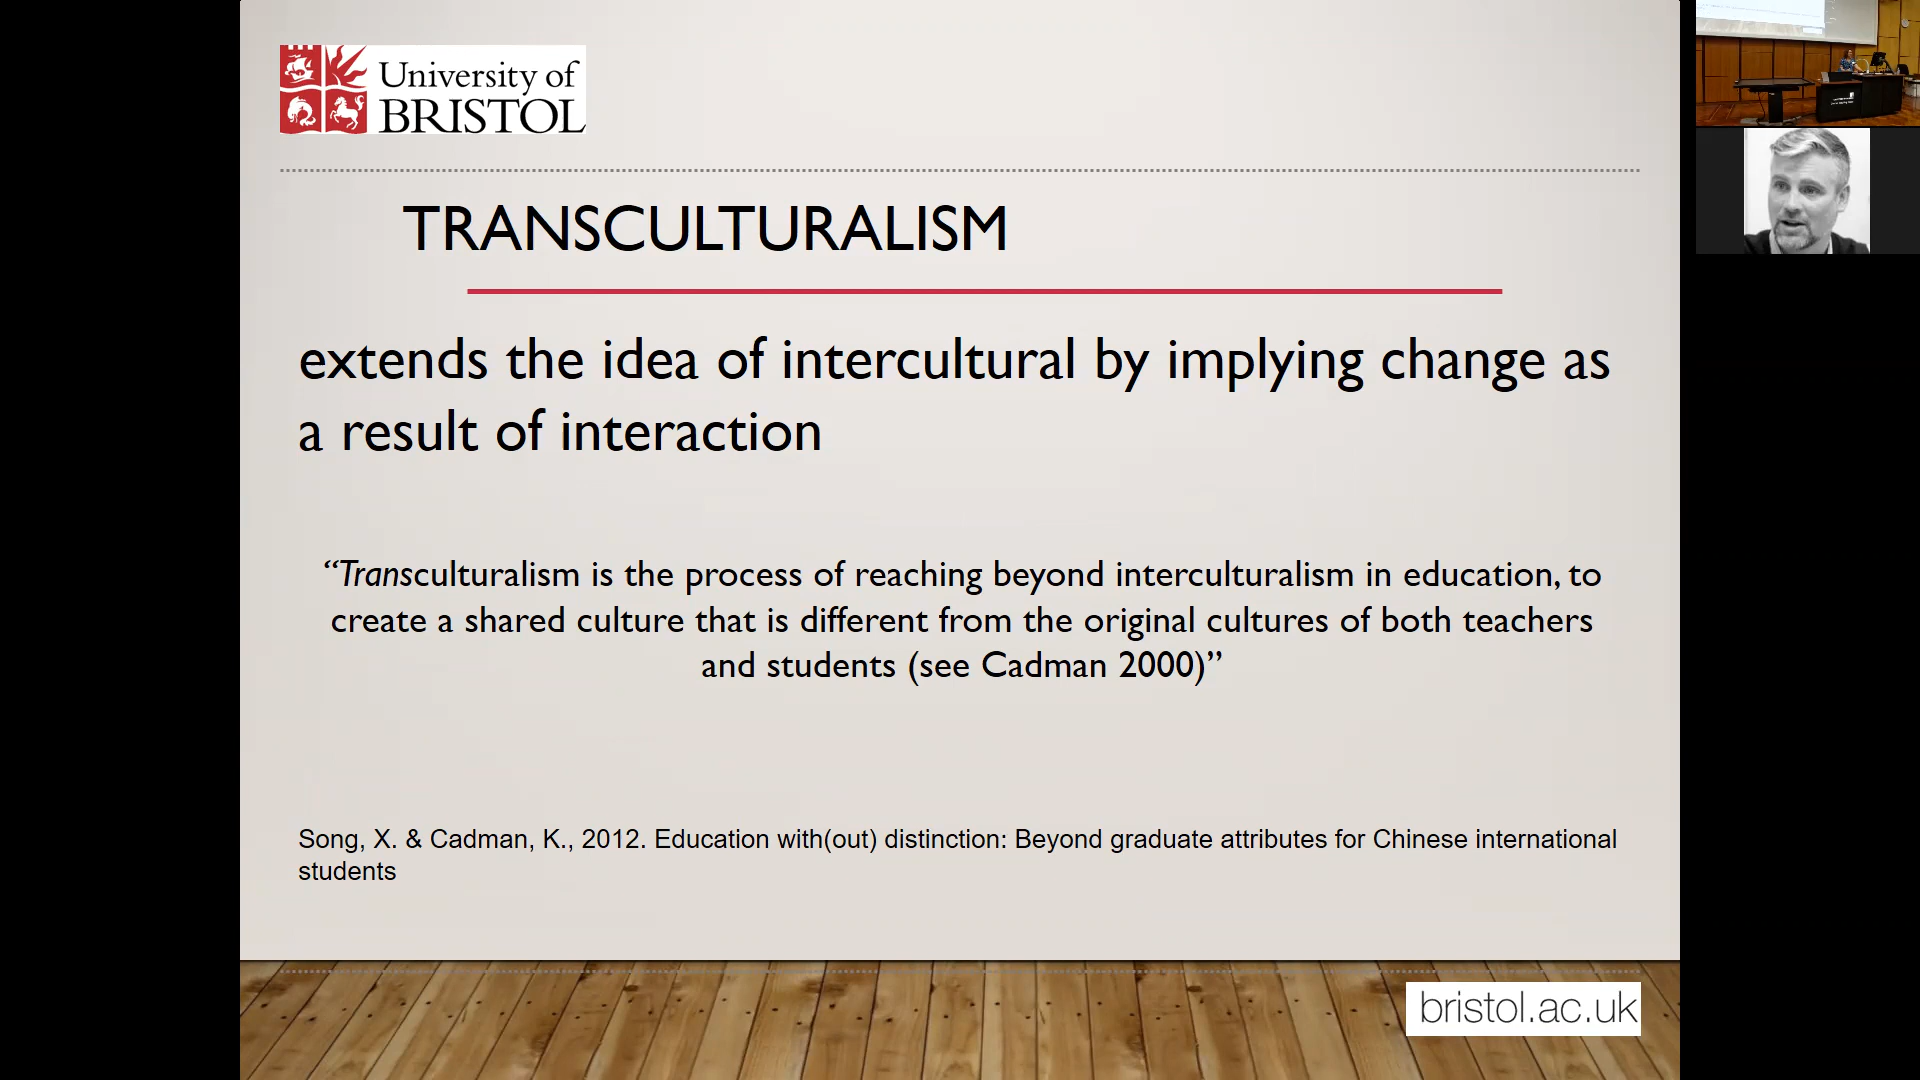 University of
BRISTOL
TRANSCULTURALISM
extends the idea of intercultural by implying change as
a result of interaction
“Transculturalism is the process of reaching beyond interculturalism in education, to
create a shared culture that is different from the original cultures of both teachers
and students (see Cadman 2000)”
Song, X. & Cadman, K., 2012. Education with(out) distinction: Beyond graduate attributes for Chinese international
students
bristol.ac.uk